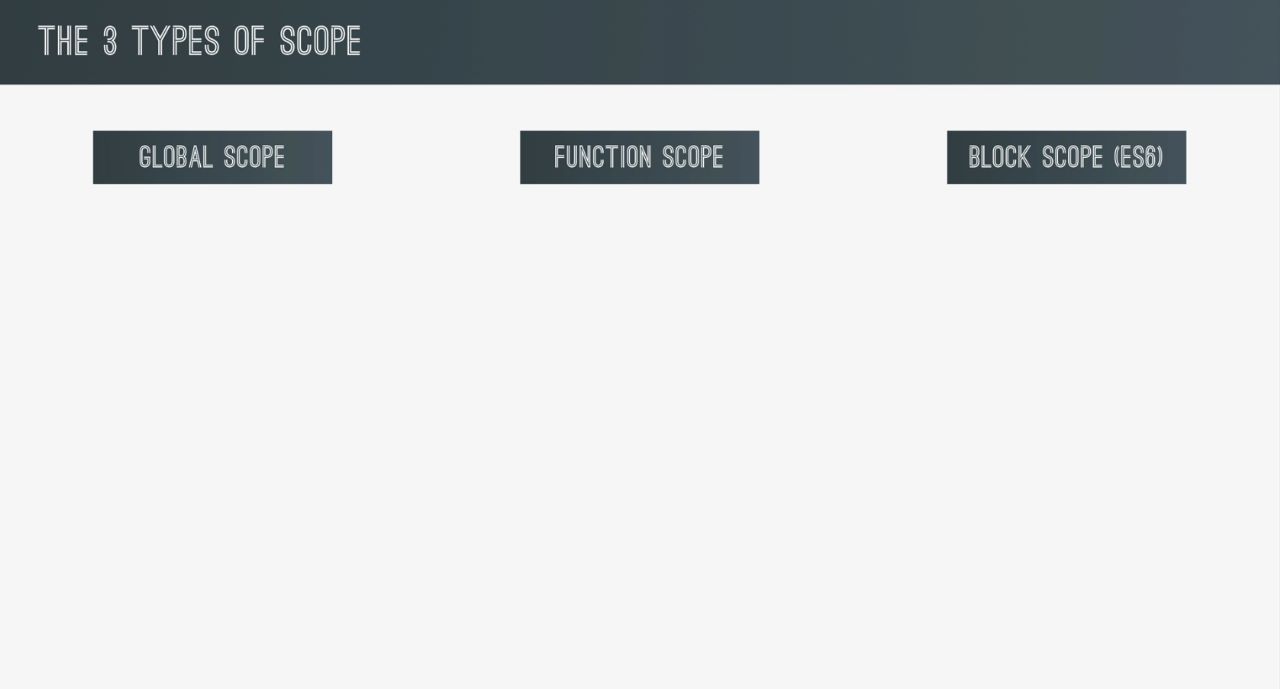 THE 3 TYPES OF SCOPE
GLOBAL SCOPE
FUNCTION SCOPE
BLOCK SCOPE (ES6)